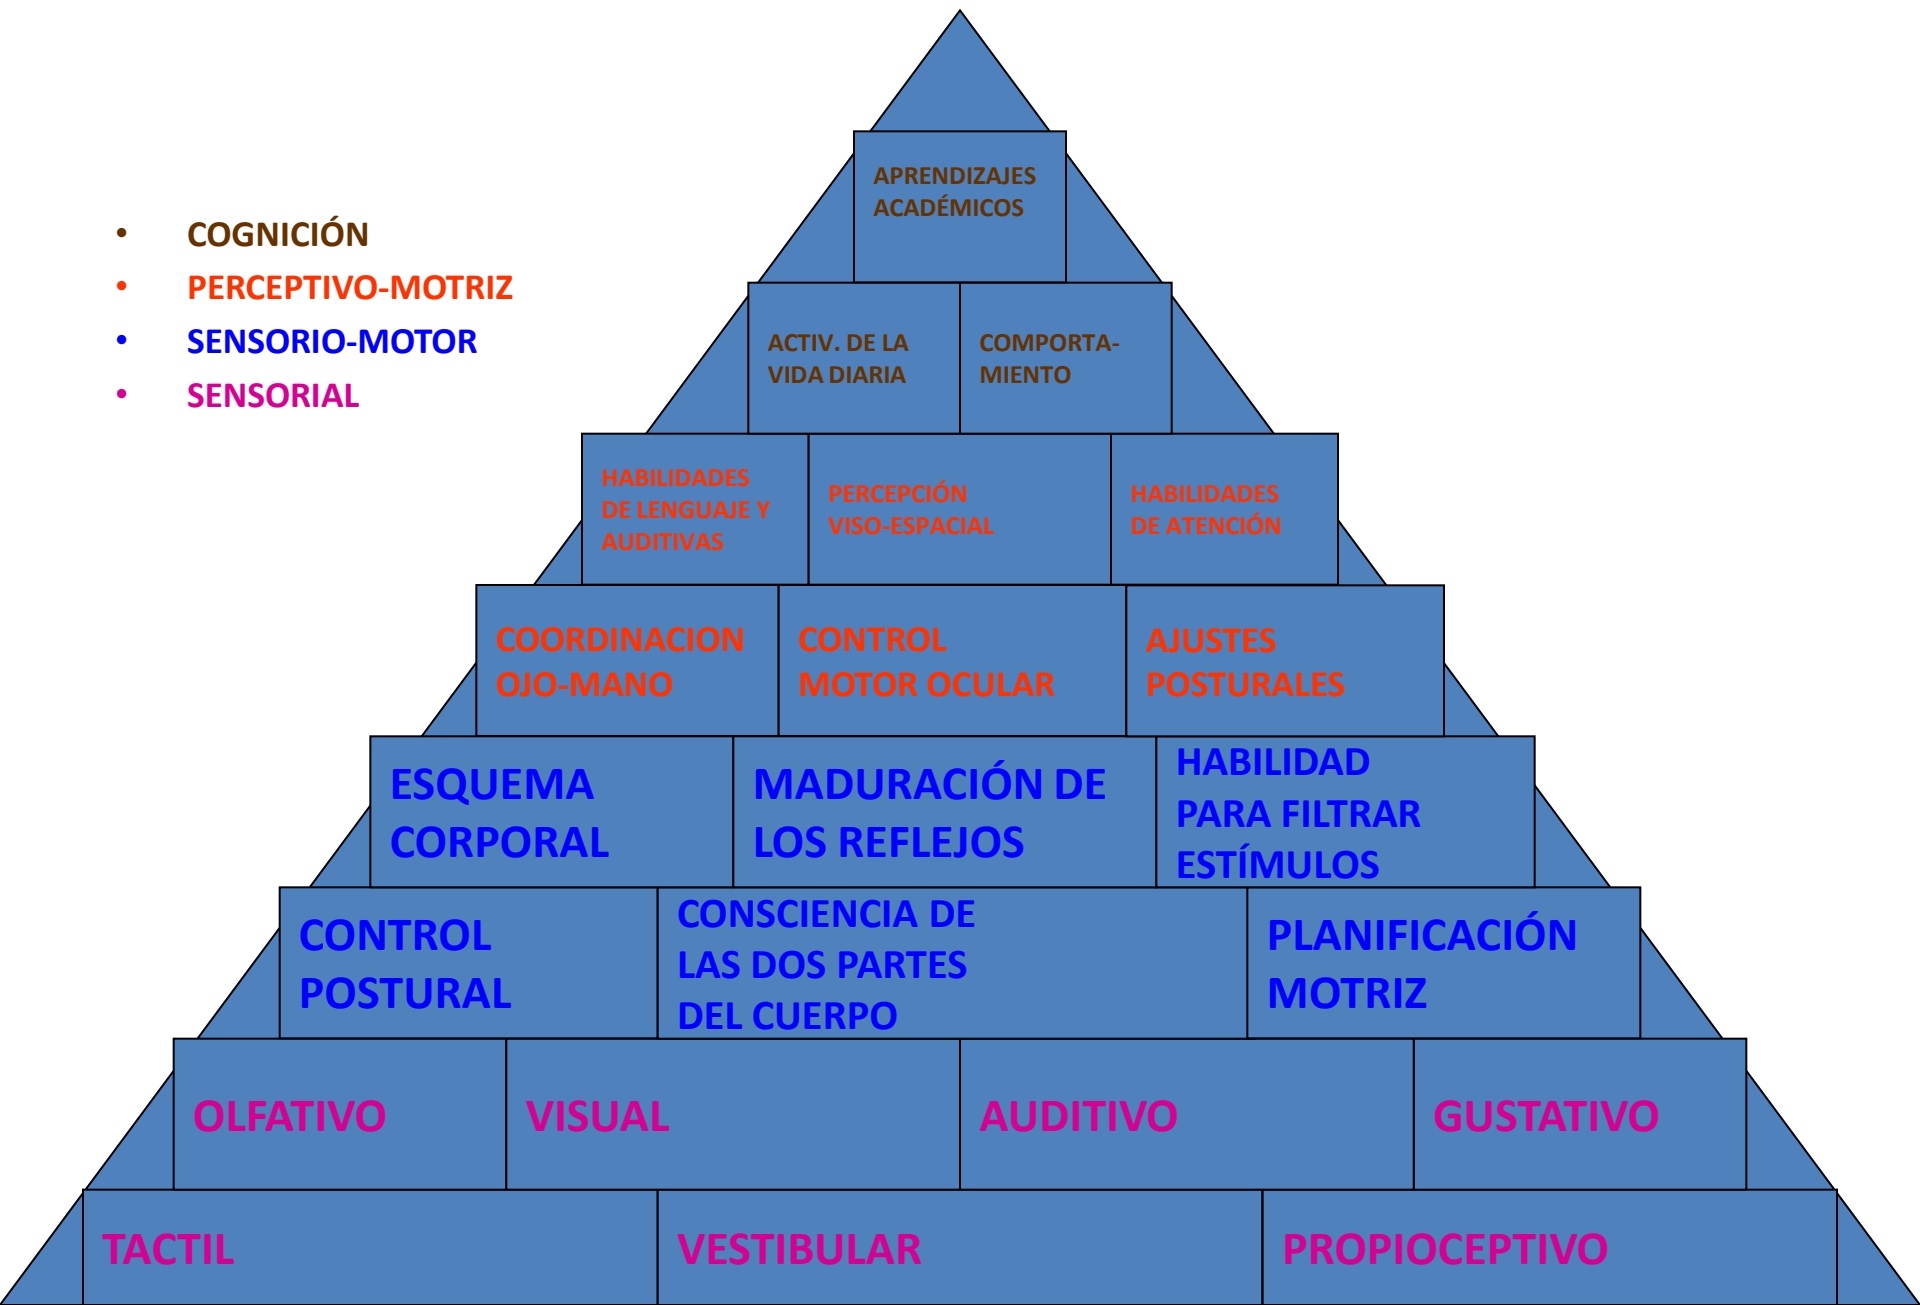 • COGNICIÓN
• PERCEPTIVO-MOTRIZ
• SENSORIO-MOTOR
• SENSORIAL
APRENDIZAJES
ACADÉMICOS
ACTIV. DE LA
VIDA DIARIA
COMPORTA-
MIENTO
HABILIDADES
DE LENGUAJE Y
AUDITIVAS
PERCEPCIÓN
VISO-ESPACIAL
HABILIDADES
DE ATENCIÓN
COORDINACION
OJO-MANO
CONTROL
MOTOR OCULAR
AJUSTES
POSTURALES
ESQUEMA
CORPORAL
MADURACIÓN DE
LOS REFLEJOS
HABILIDAD
PARA FILTRAR
ESTÍMULOS
CONTROL
POSTURAL
CONSCIENCIA DE
LAS DOS PARTES
DEL CUERPO
PLANIFICACIÓN
MOTRIZ
OLFATIVO
VISUAL
AUDITIVO
GUSTATIVO
TACTIL
VESTIBULAR
PROPIOCEPTIVO